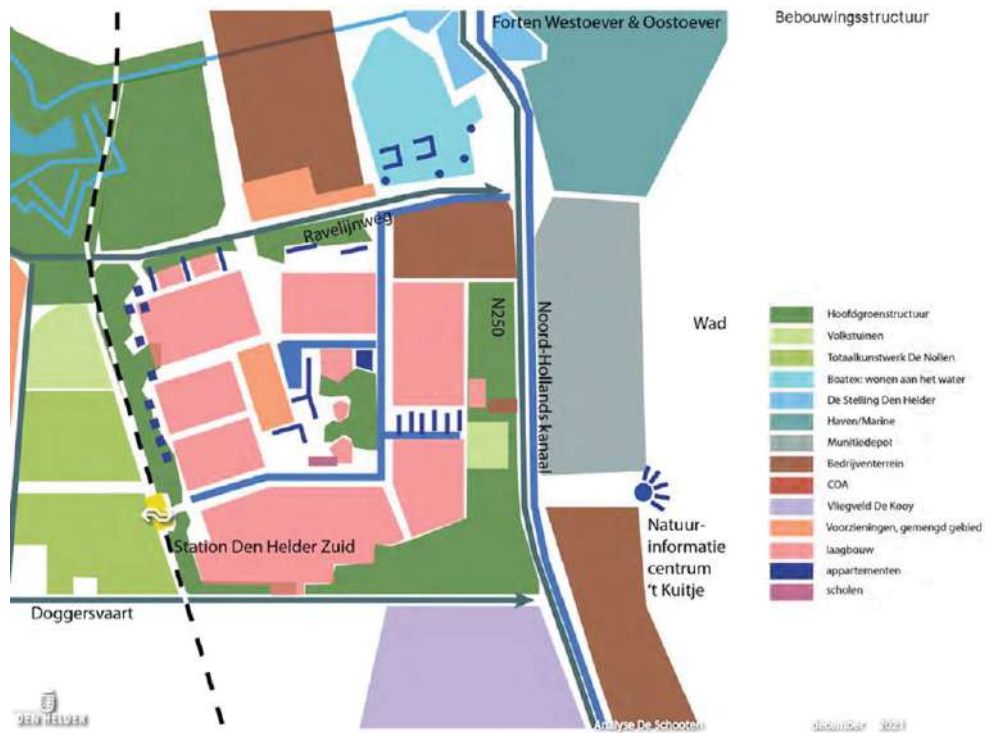 Bebouwingsstructuur
Forten Westoever & Oostoever
Ravelijnweg
N250
Noord-Hollands kanaal
Wad
Hoofdgroenstructuur
Volkstuinen
Totaalkunstwerk De Nollen
Boatex: wonen aan het water
De Stelling Den Helder
Haven/Marine
Munitiedepot
Bedrijventerrein
COA
Vliegveld De Kooy
Voorzieningen, gemengd gebied
laagbouw
appartementen
scholen
Natuur-
informatie
centrum
't Kuitje
Station Den Helder Zuid
Doggersvaart
DEN HELDER
Analyse De Schooten
december 2021